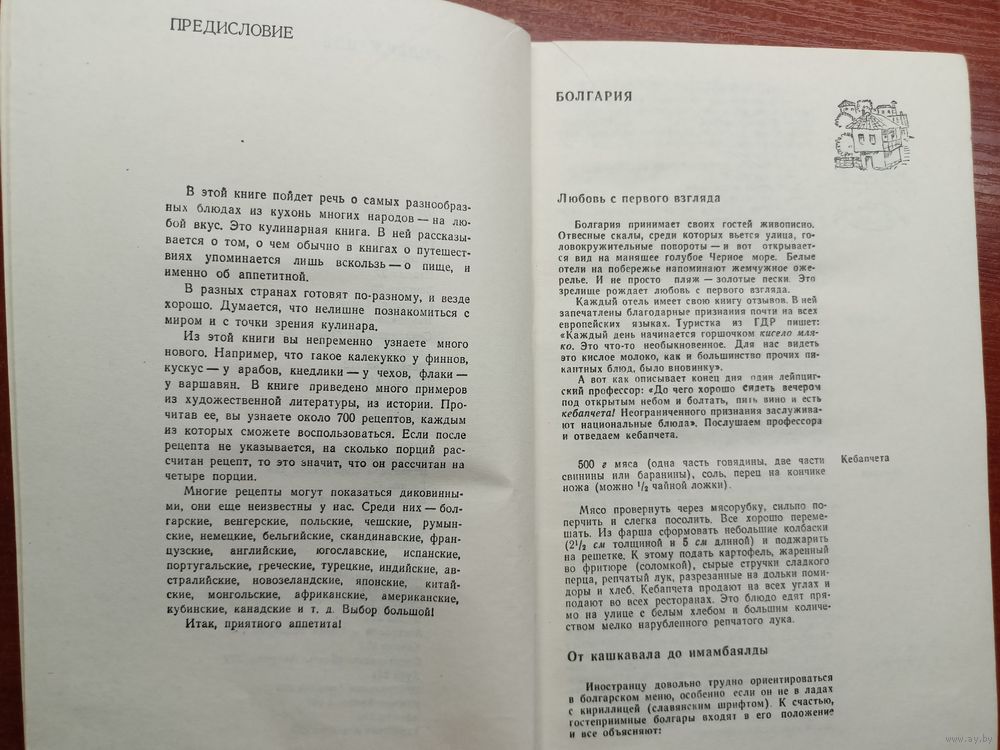 ПРЕДИСЛОВИЕ
В этой книге пойдет речь о самых разнообраз-
ных блюдах из кухонь многих народов — на лю-
бой вкус. Это кулинарная книга. В ней рассказы-
вается о том, о чем обычно в книгах о путешест-
виях упоминается лишь вскользь — о пище, и
именно об аппетитной.
В разных странах готовят по-разному, и везде
хорошо. Думается, что нелишне познакомиться с
миром и с точки зрения кулинара.
Из этой книги вы непременно узнаете много
нового. Например, что такое калекукко у финнов,
кускус — у арабов, кнедлики — у чехов, флаки —
у варшавян. В книге приведено много примеров
из художественной литературы, из истории. Про-
читав ее, вы узнаете около 700 рецептов, каждым
из которых сможете воспользоваться. Если после
рецепта не указывается, на сколько порций рас-
считан рецепт, то это значит, что он рассчитан на
четыре порции.
Многие рецепты могут показаться диковинны-
ми, они еще неизвестны у нас. Среди них — бол-
гарские, венгерские, польские, чешские, румын-
ские, немецкие, бельгийские, скандинавские, фран-
цузские, английские, югославские, испанские,
португальские, греческие, турецкие, индийские, ав-
стралийские, новозеландские, японские, китай-
ские, монгольские, африканские, американские,
кубинские, канадские и т. д. Выбор большой!
Итак, приятного аппетита!
БОЛГАРИЯ
Любовь с первого взгляда
Болгария принимает своих гостей живописно.
Отвесные скалы, среди которых вьется улица, го-
ловокружительные повороты — и вот открывает-
ся вид на манящее голубое Черное море. Белые
отели на побережье напоминают жемчужное оже-
релье. И не просто пляж — золотые пески. Это
зрелище рождает любовь с первого взгляда.
Каждый отель имеет свою книгу отзывов. В ней
запечатлены благодарные признания почти на всех
европейских языках. Туристка из ГДР пишет:
«Каждый день начинается горшочком кисело мля-
ко. Это что-то необыкновенное. Для нас видеть
это кислое молоко, как и большинство прочих пи-
кантных блюд, было вновинку».
А вот как описывает конец дня один лейпциг-
ский профессор: «До чего хорошо сидеть вечером
под открытым небом и болтать, пить вино и есть
кебапчета! Неограниченного признания заслужива-
ют национальные блюда». Послушаем профессора
и отведаем кебапчета.
500 г мяса (одна часть говядины, две части
свинины или баранины), соль, перец на кончике
ножа (можно 1/2 чайной ложки).
Кебапчета
Мясо провернуть через мясорубку, сильно по-
перчить и слегка посолить. Все хорошо переме-
шать. Из фарша сформовать небольшие колбаски
(2 1/2 см толщиной и 5 см длиной) и поджарить
на решетке. К этому подать картофель, жаренный
во фритюре (соломкой), сырые стручки сладкого
перца, репчатый лук, разрезанные на дольки поми-
доры и хлеб. Кебапчета продают на всех углах и
подают во всех ресторанах. Это блюдо едят пря-
мо на улице с белым хлебом и большим количе-
ством мелко нарубленного репчатого лука.
От кашкавала до имамбаялды
Иностранцу довольно трудно ориентироваться
в болгарском меню, особенно если он не в ладах
с кириллицей (славянским шрифтом). К счастью,
гостеприимные болгары входят в его положение
и все объясняют:
www.ay.by